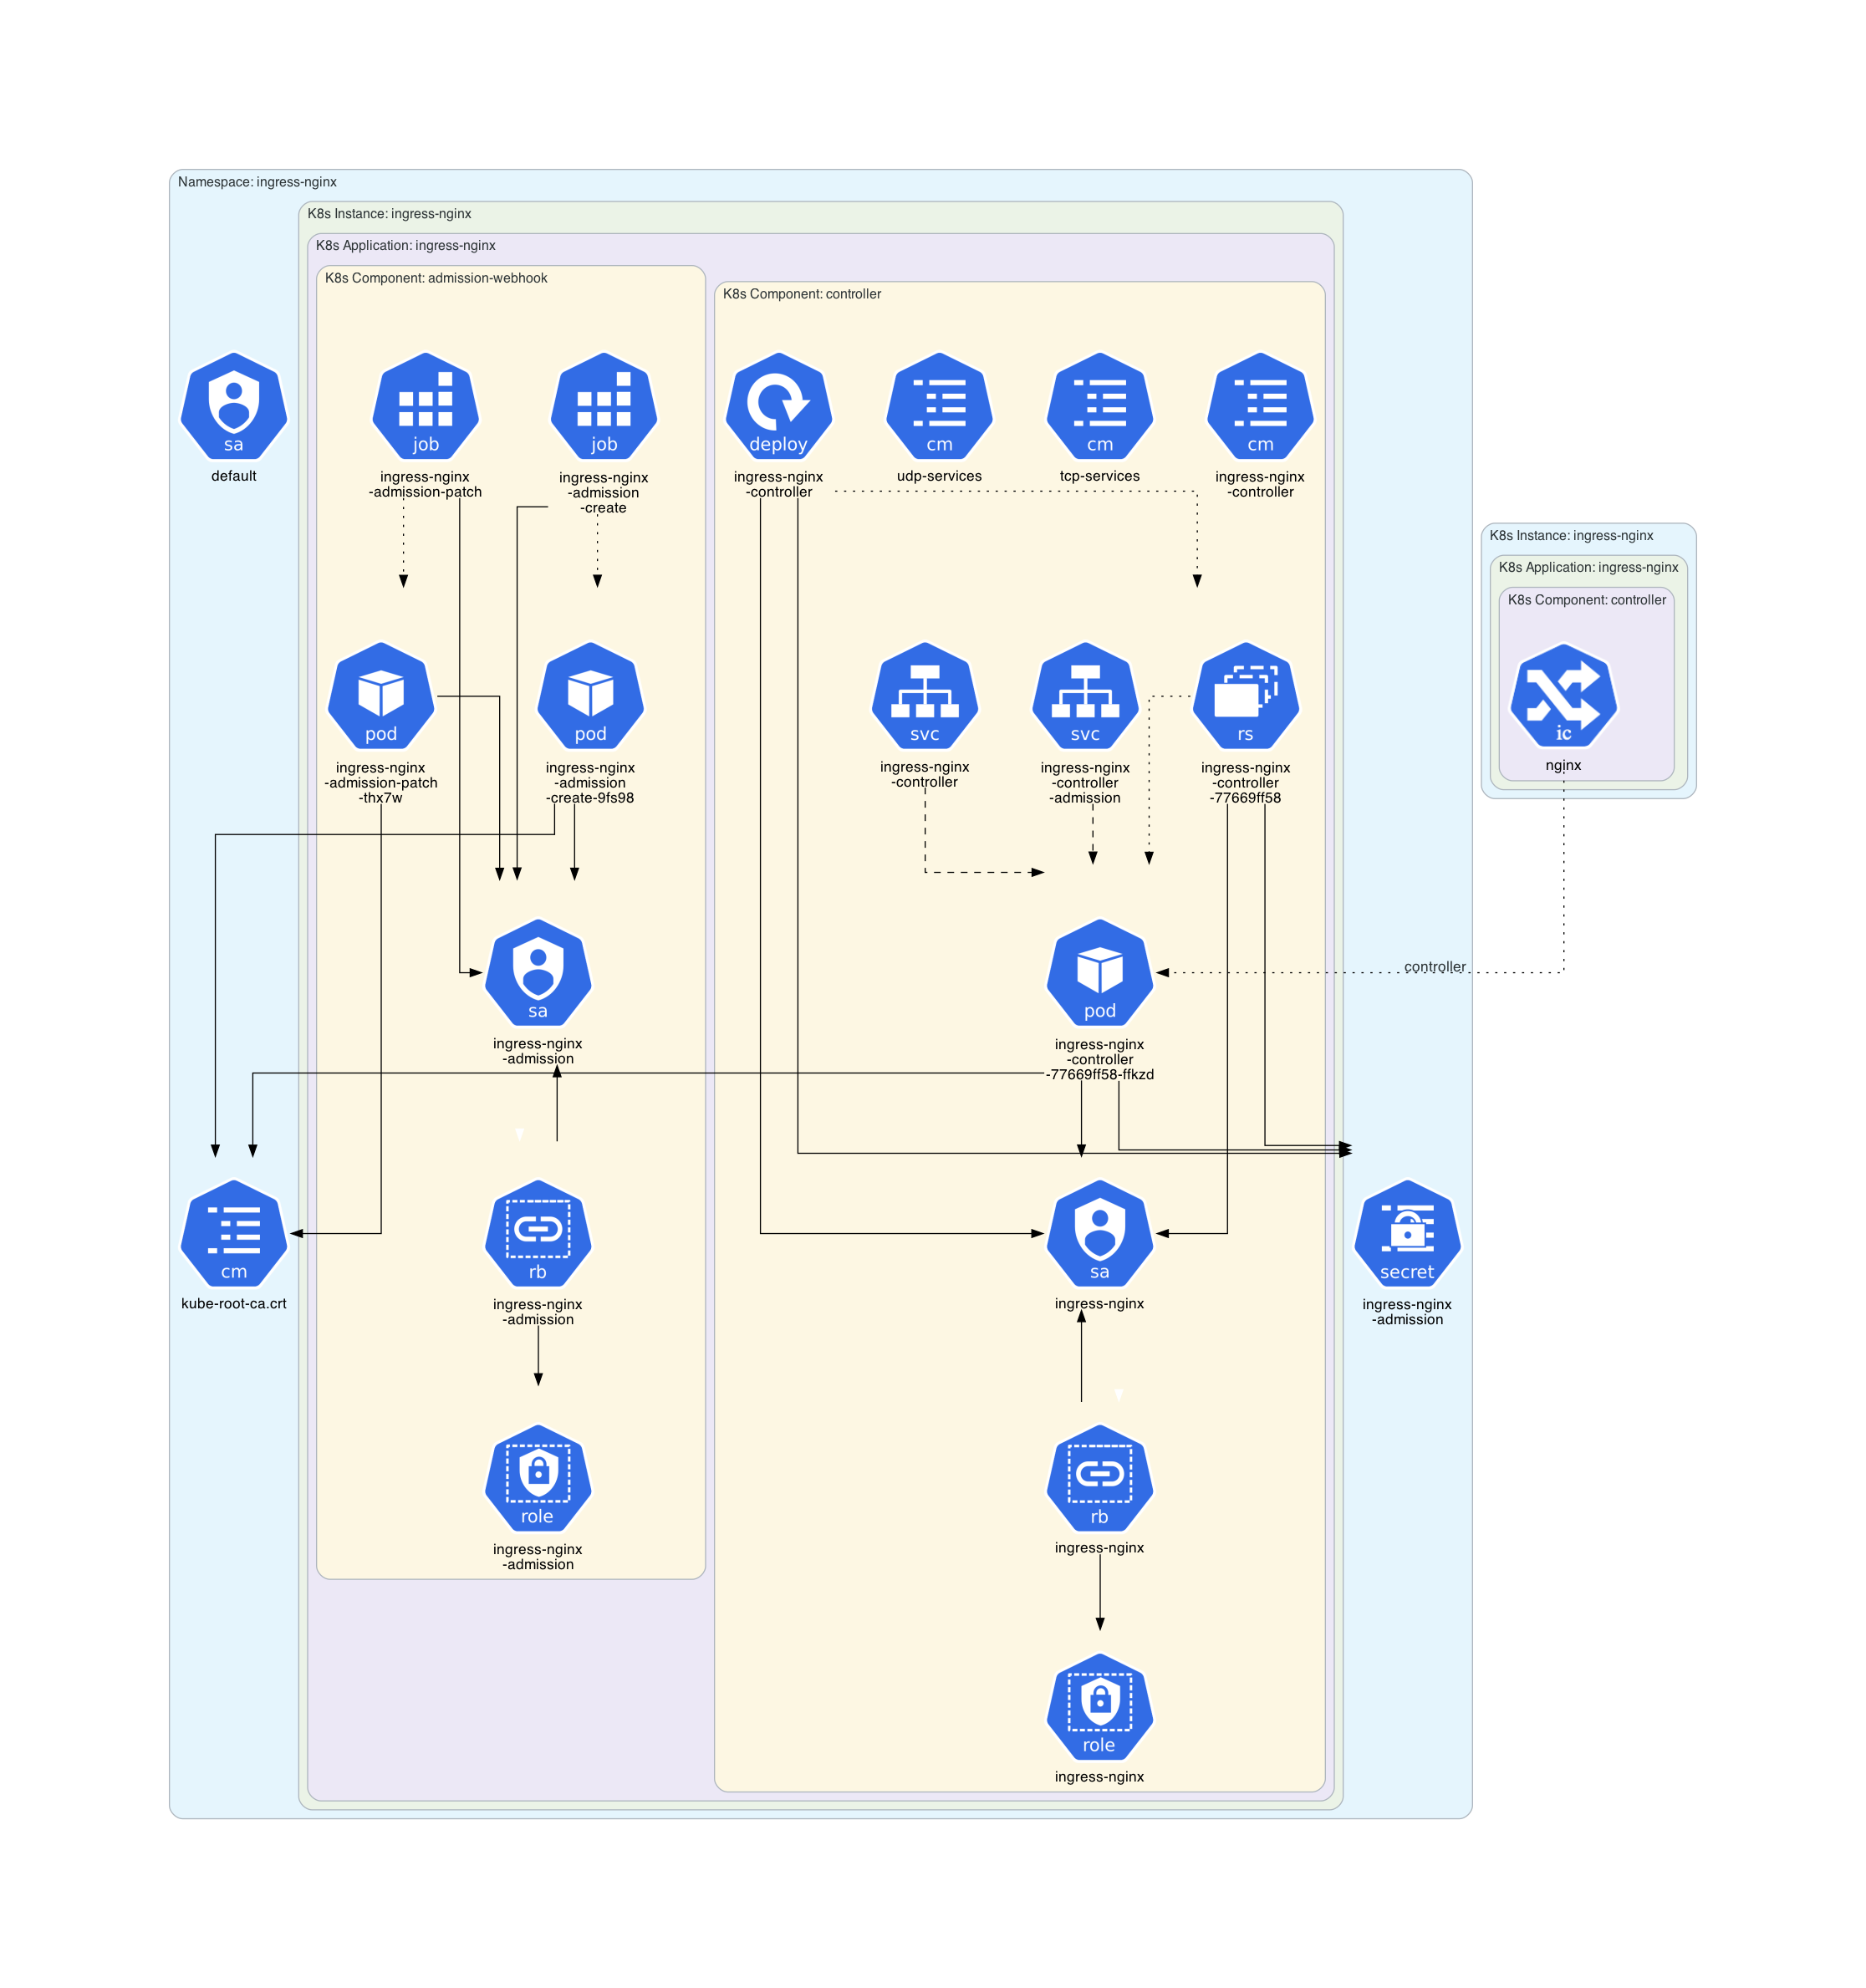 Namespace: ingress-nginx
K8s Instance: ingress-nginx
K8s Application: ingress-nginx
K8s Component: admission-webhook
K8s Component: controller
sa
default
job
ingress-nginx
-admission-patch
job
ingress-nginx
-admission
-create
deploy
ingress-nginx
-controller
cm
udp-services
cm
tcp-services
cm
ingress-nginx
-controller
K8s Instance: ingress-nginx
K8s Application: ingress-nginx
K8s Component: controller
ic
nginx
pod
ingress-nginx
-admission-patch
-thx7w
pod
ingress-nginx
-admission
-create-9fs98
svc
ingress-nginx
-controller
svc
ingress-nginx
-controller
-admission
rs
ingress-nginx
-controller
-77669ff58
controller
sa
ingress-nginx
-admission
pod
ingress-nginx
-controller
-77669ff58-ffkzd
cm
kube-root-ca.crt
rb
ingress-nginx
-admission
sa
ingress-nginx
secret
ingress-nginx
-admission
role
ingress-nginx
-admission
rb
ingress-nginx
role
ingress-nginx